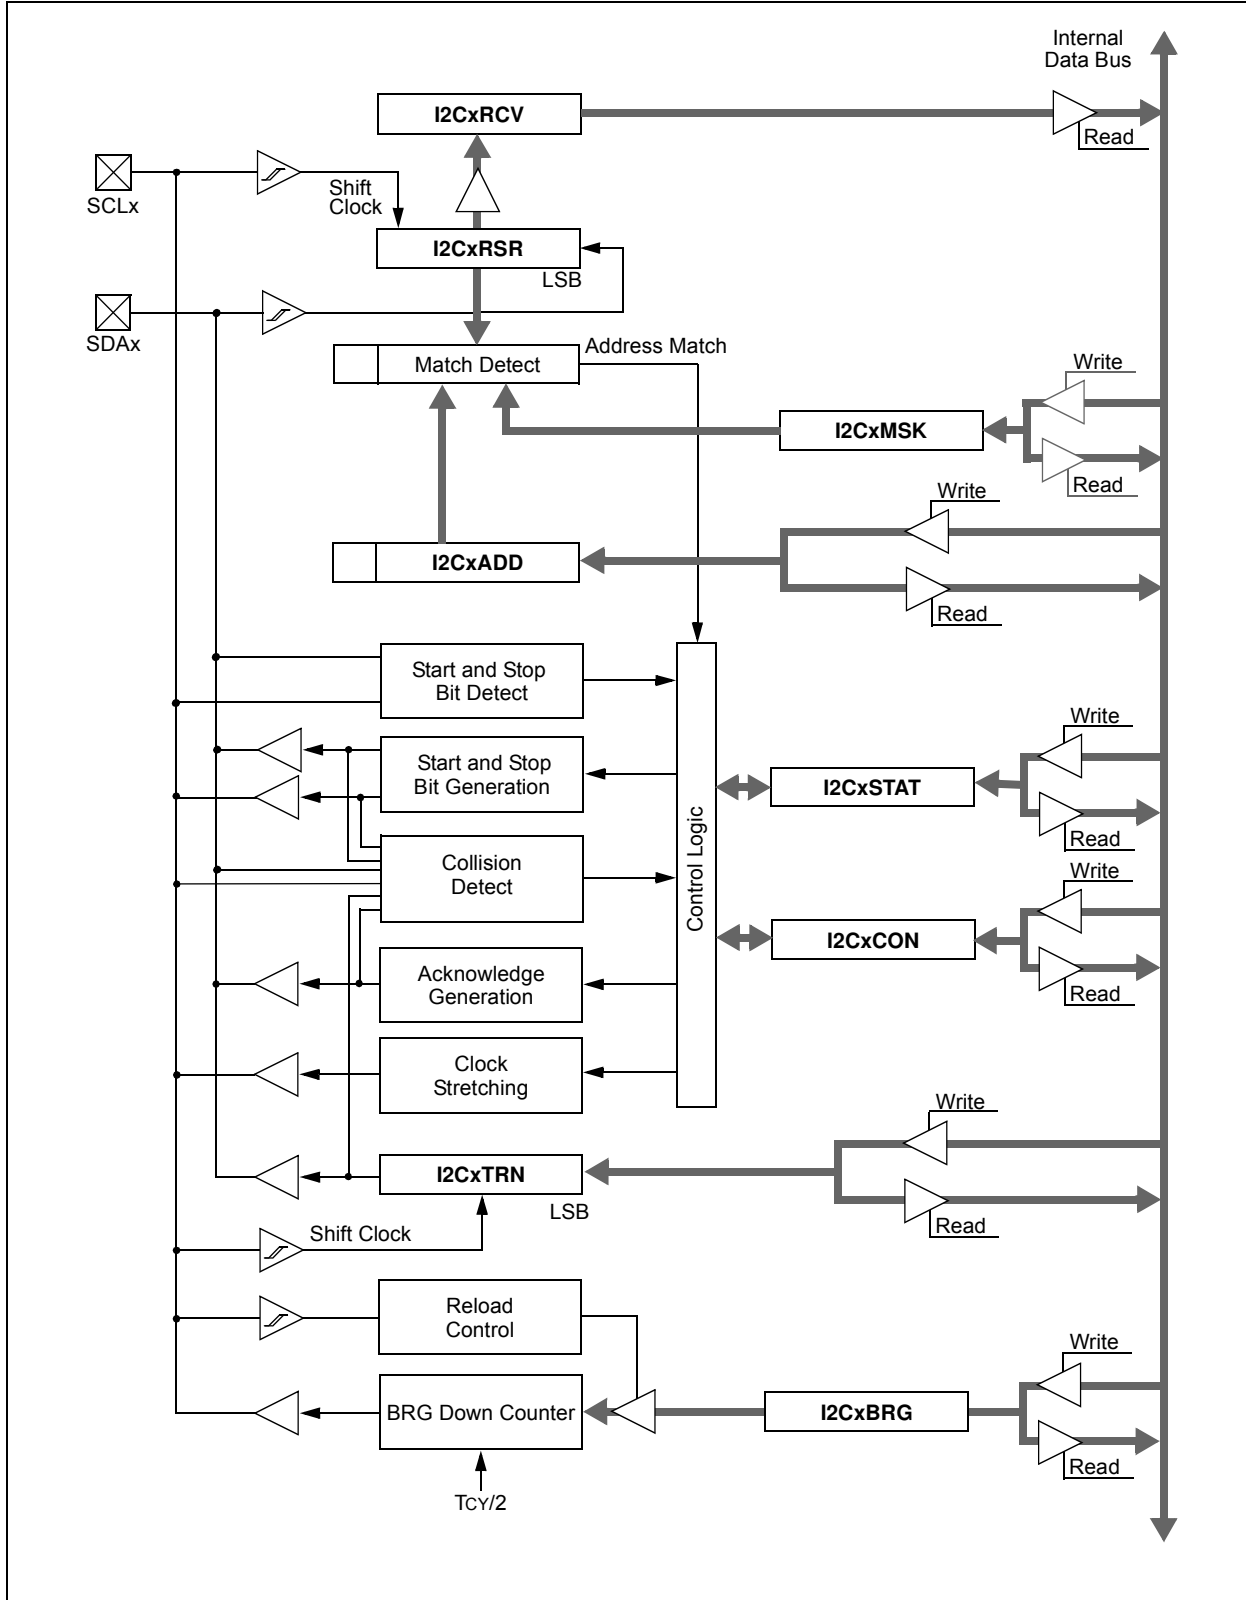 Internal
Data Bus
I2CxRCV
Read
SCLx
Shift
Clock
I2CxRSR
LSB
SDAx
Address Match
Match Detect
Write
I2CxMSK
Read
Write
I2CxADD
Read
Start and Stop
Bit Detect
Start and Stop
Bit Generation
Collision
Detect
Acknowledge
Generation
Clock
Stretching
Control Logic
Write
I2CxSTAT
Read
Write
I2CxCON
Read
Write
I2CxTRN
LSB
Read
Shift Clock
Reload
Control
Write
BRG Down Counter
I2CxBRG
Read
TCY/2